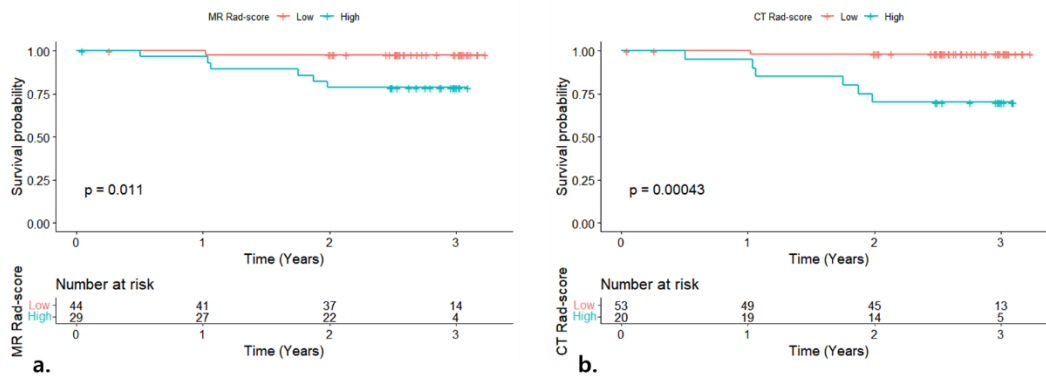 MR Rad-score Low High
Survival probability
1.00
0.75
0.50
0.25
0.00
p = 0.011
0 1 2 3
Time (Years)
Number at risk
MR Rad-score
Low 44 41 37 14
High 29 27 22 4
0 1 2 3
Time (Years)
a.
CT Rad-score Low High
Survival probability
1.00
0.75
0.50
0.25
0.00
p = 0.00043
0 1 2 3
Time (Years)
Number at risk
CT Rad-score
Low 53 49 45 13
High 20 19 14 5
0 1 2 3
Time (Years)
b.